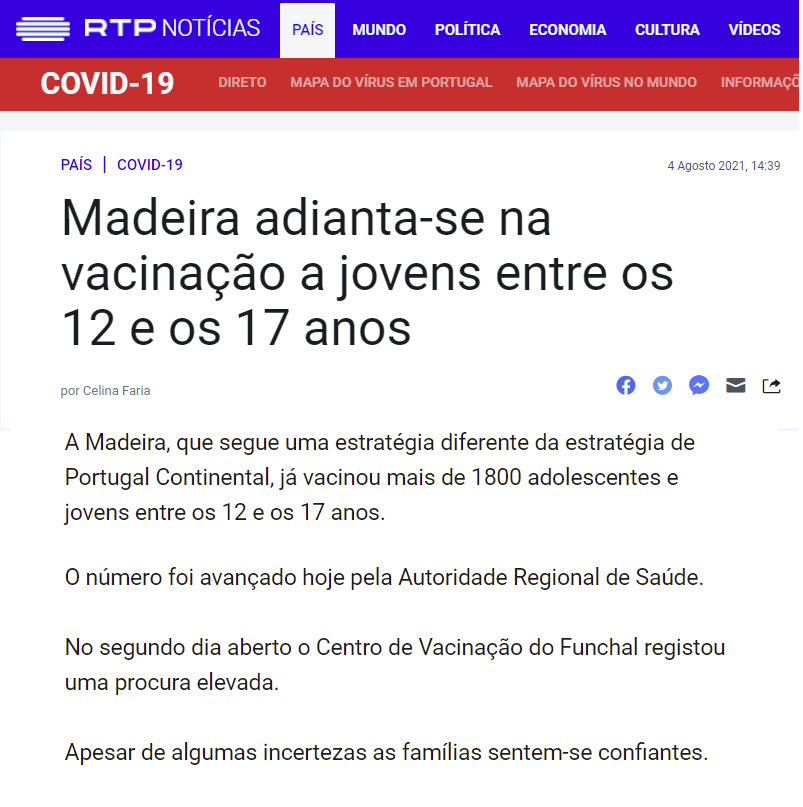 RTP NOTÍCIAS PAÍS MUNDO POLÍTICA ECONOMIA CULTURA VÍDEOS
COVID-19 DIRETO MAPA DO VÍRUS EM PORTUGAL MAPA DO VÍRUS NO MUNDO INFORMAÇÕ
PAÍS | COVID-19 4 Agosto 2021, 14:39
Madeira adianta-se na
vacinação a jovens entre os
12 e os 17 anos
por Celina Faria
A Madeira, que segue uma estratégia diferente da estratégia de
Portugal Continental, já vacinou mais de 1800 adolescentes e
jovens entre os 12 e os 17 anos.
O número foi avançado hoje pela Autoridade Regional de Saúde.
No segundo dia aberto o Centro de Vacinação do Funchal registou
uma procura elevada.
Apesar de algumas incertezas as famílias sentem-se confiantes.